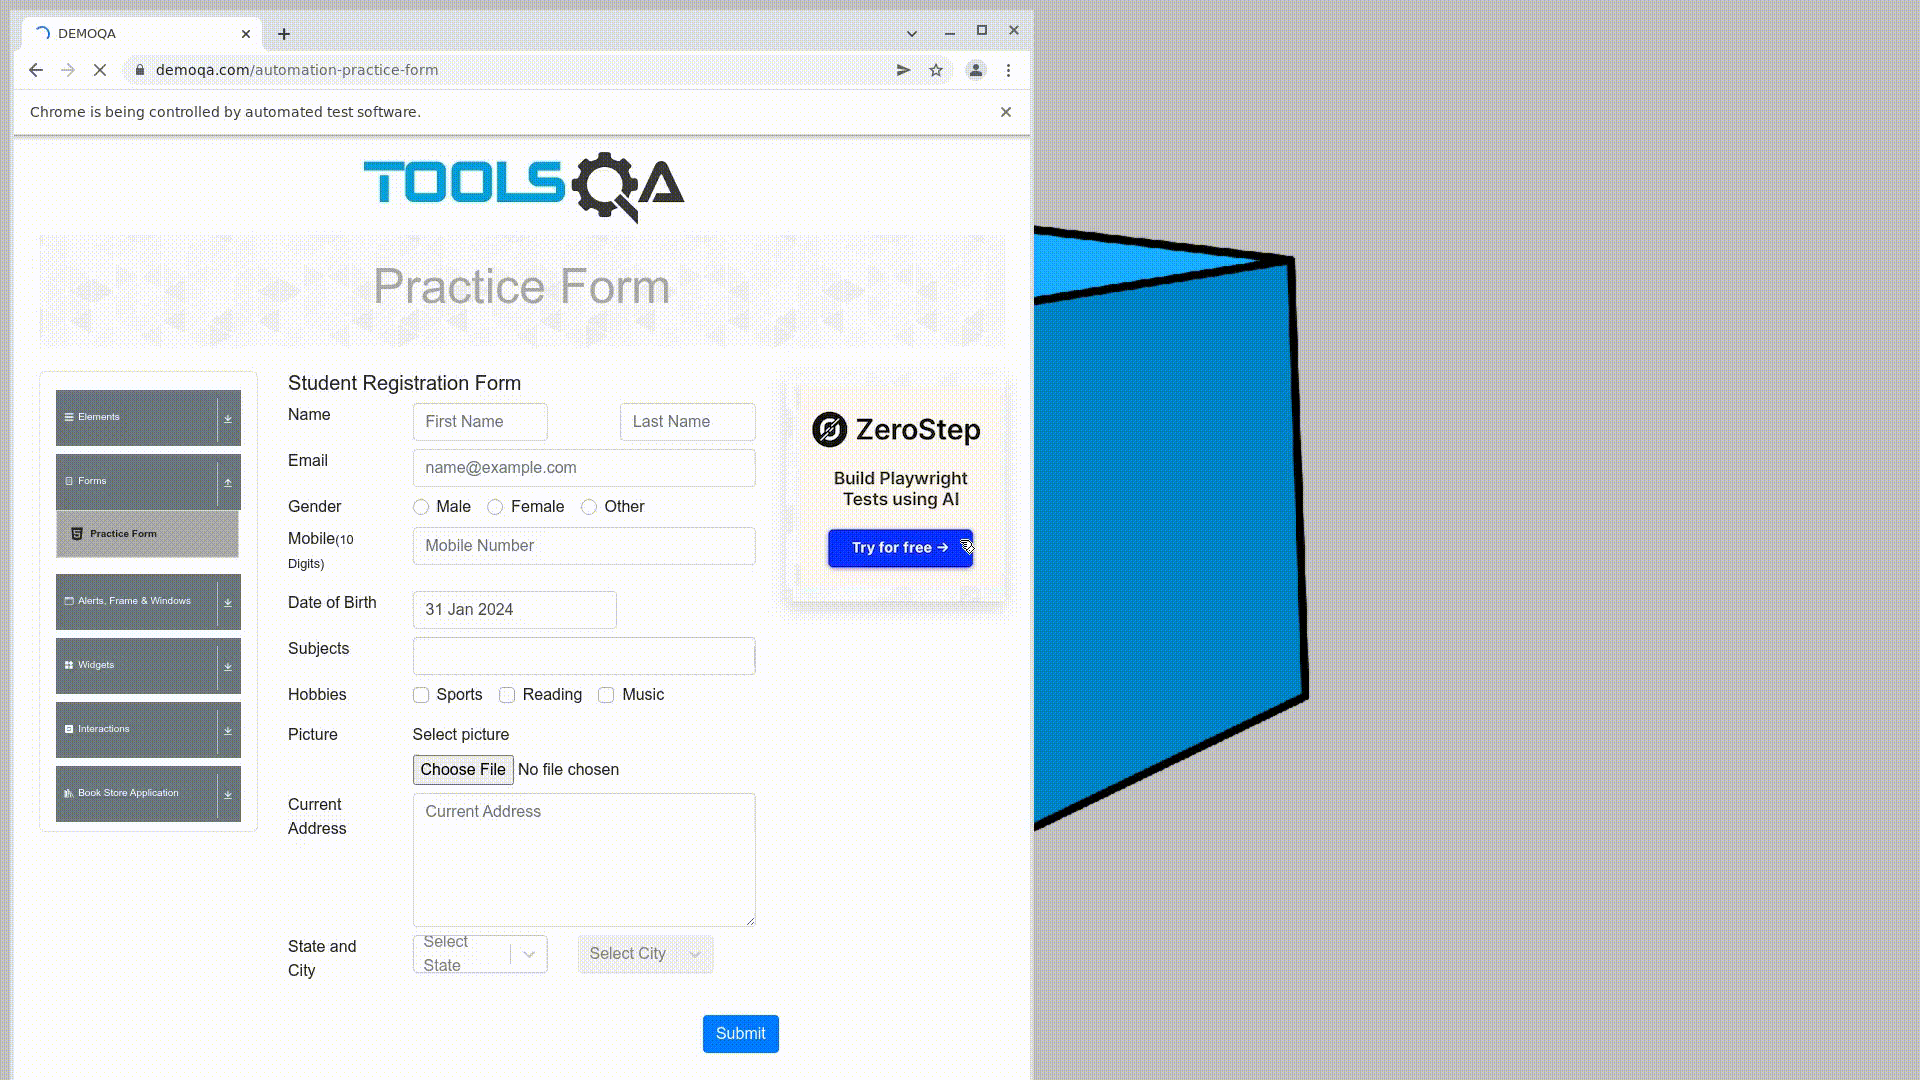 DEMOQA
demoqa.com/automation-practice-form
Chrome is being controlled by automated test software.
TOOLSQA
Practice Form
Elements
Forms
Practice Form
Alerts, Frame & Windows
Widgets
Interactions
Book Store Application
Student Registration Form
Name
First Name
Last Name
Email
name@example.com
Gender
Male
Female
Other
Mobile(10
Digits)
Mobile Number
Date of Birth
31 Jan 2024
Subjects
Hobbies
Sports
Reading
Music
Picture
Select picture
Choose File No file chosen
Current
Address
Current Address
State and
City
Select
State
Select City
Submit
ZeroStep
Build Playwright
Tests using AI
Try for free →